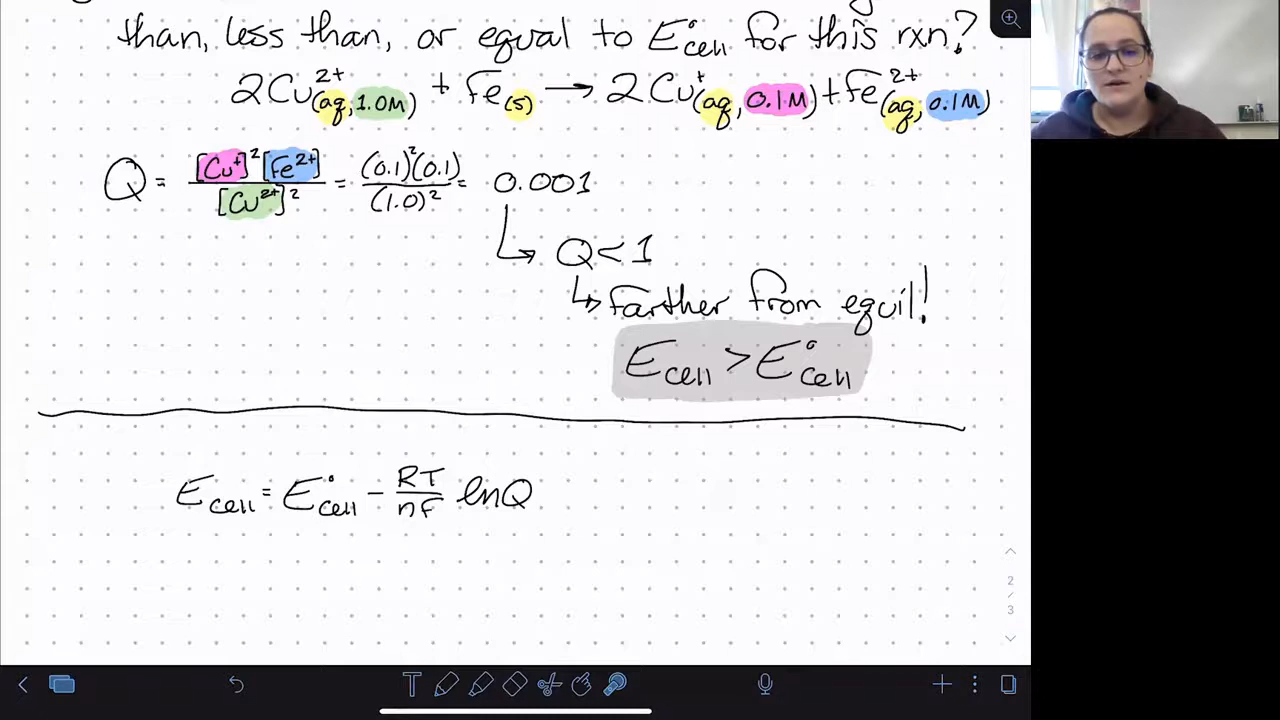 than, less than, or equal to E°cell for this rxn?
2Cu²⁺(aq, 1.0M) + Fe(s) → 2Cu⁺(aq, 0.1M) + Fe²⁺(aq, 0.1M)
Q = [Cu⁺]²[Fe²⁺] / [Cu²⁺]² = (0.1)²(0.1) / (1.0)² = 0.001
↳ Q < 1
↳ farther from equil!
Ecell > E°cell
Ecell = E°cell − RT/nF lnQ
2
/
3
T